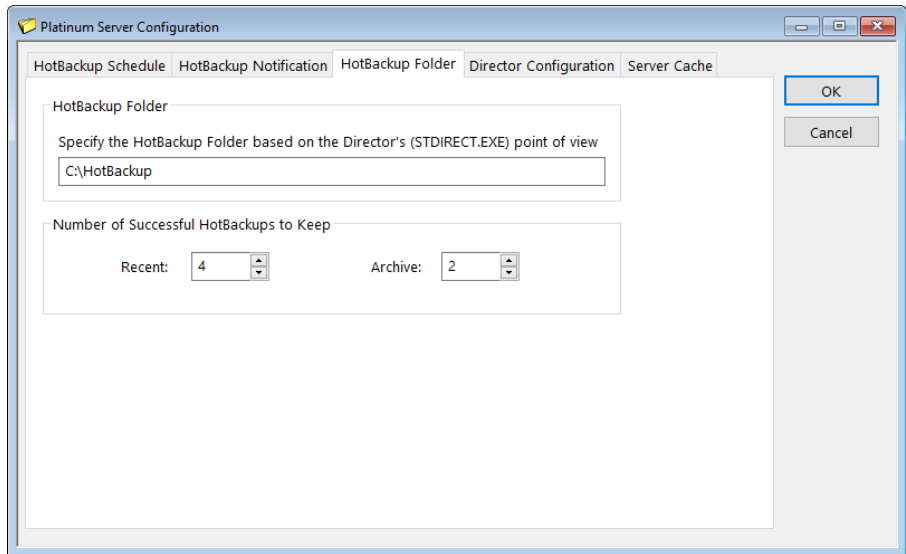 Platinum Server Configuration
HotBackup Schedule HotBackup Notification HotBackup Folder Director Configuration Server Cache
OK
HotBackup Folder
Cancel
Specify the HotBackup Folder based on the Director's (STDIRECT.EXE) point of view
C:\HotBackup
Number of Successful HotBackups to Keep
Recent: 4 Archive: 2